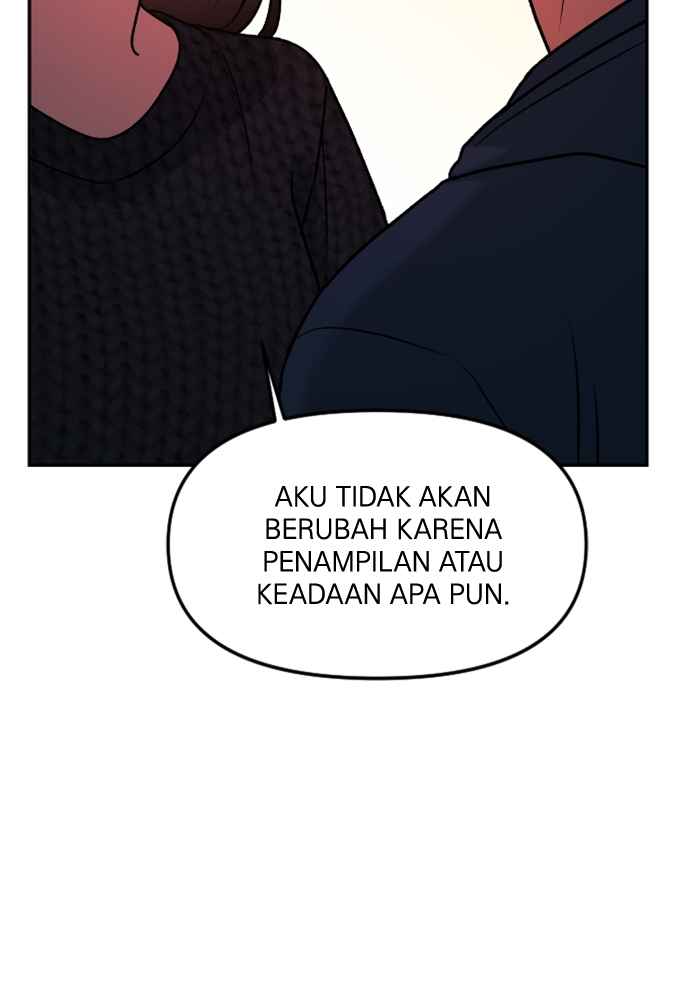 AKU TIDAK AKAN
BERUBAH KARENA
PENAMPILAN ATAU
KEADAAN APA PUN.